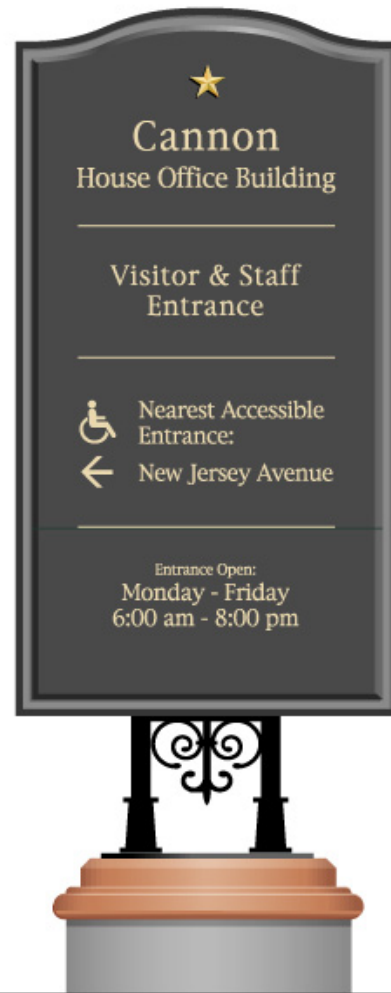 Cannon
House Office Building
Visitor & Staff
Entrance
Nearest Accessible
Entrance:
New Jersey Avenue
Entrance Open:
Monday - Friday
6:00 am - 8:00 pm